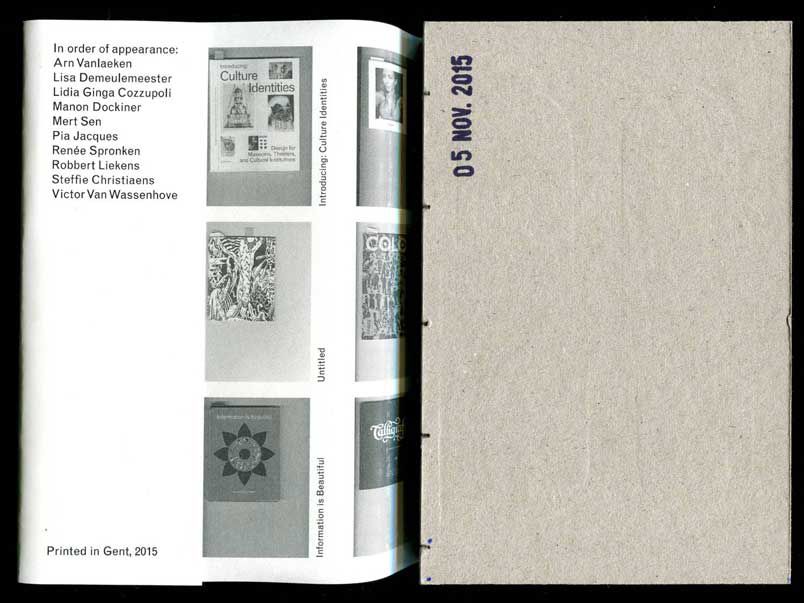 In order of appearance:
Arn Vanlaeken
Lisa Demeulemeester
Lidia Ginga Cozzupoli
Manon Dockiner
Mert Sen
Pia Jacques
Renée Spronken
Robbert Liekens
Steffie Christiaens
Victor Van Wassenhove
Printed in Gent, 2015
Introducing:
Culture
Identities
Design for
Museums, Theaters,
and Cultural Institutions
Introducing: Culture Identities
Untitled
COLO
Information is Beautiful
Information is Beautiful
Calligraf
05 NOV. 2015